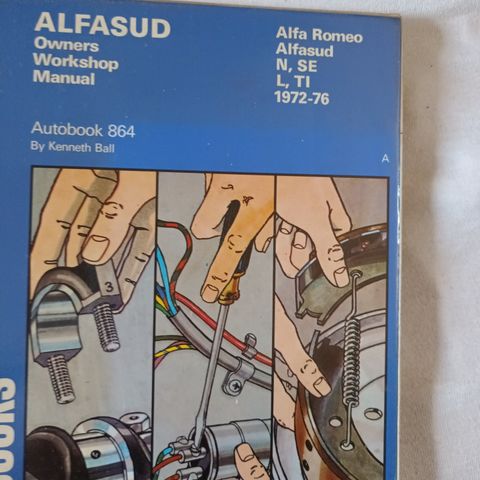 ALFASUD
Owners
Workshop
Manual
Alfa Romeo
Alfasud
N, SE
L, TI
1972-76
Autobook 864
By Kenneth Ball
A
3